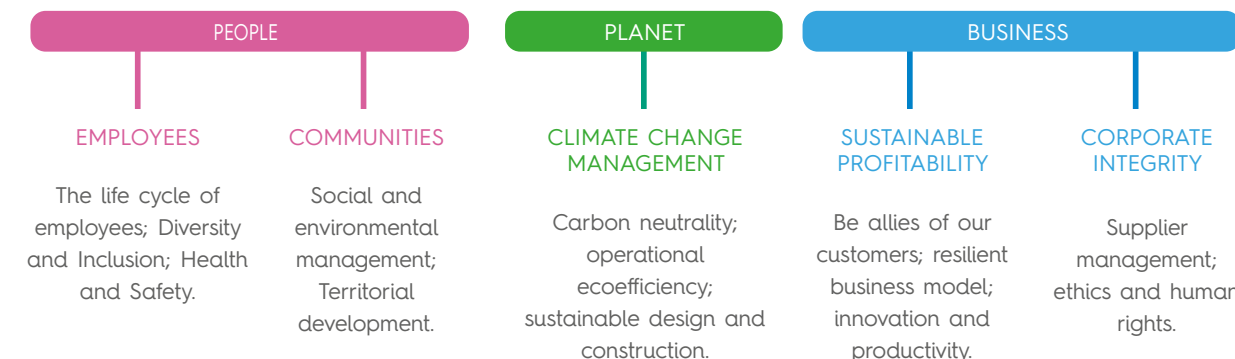 PEOPLE
EMPLOYEES
The life cycle of
employees; Diversity
and Inclusion; Health
and Safety.
COMMUNITIES
Social and
environmental
management;
Territorial
development.
PLANET
CLIMATE CHANGE
MANAGEMENT
Carbon neutrality;
operational
ecoefficiency;
sustainable design and
construction.
BUSINESS
SUSTAINABLE
PROFITABILITY
Be allies of our
customers; resilient
business model;
innovation and
productivity.
CORPORATE
INTEGRITY
Supplier
management;
ethics and human
rights.